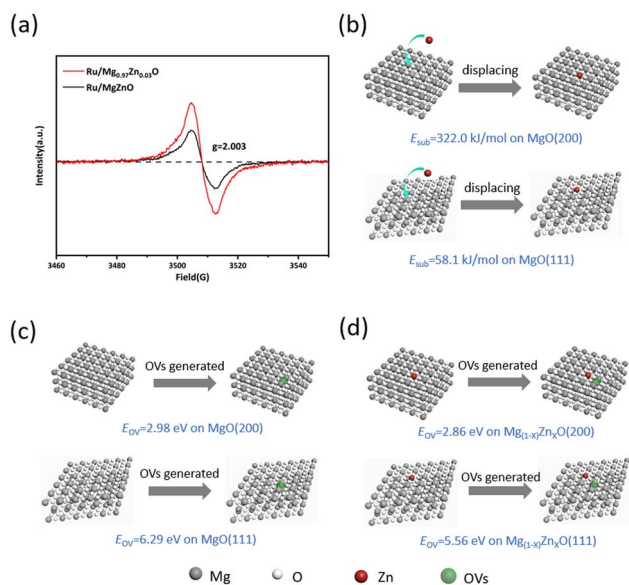 (a)
Ru/Mg0.97Zn0.03O
Ru/MgZnO
g=2.003
Intensity(a.u.)
3460 3480 3500 3520 3540
Field(G)
(b)
displacing
Esub=322.0 kJ/mol on MgO(200)
displacing
Esub=58.1 kJ/mol on MgO(111)
(c)
OVs generated
EOV=2.98 eV on MgO(200)
OVs generated
EOV=6.29 eV on MgO(111)
(d)
OVs generated
EOV=2.86 eV on Mg(1-X)ZnXO(200)
OVs generated
EOV=5.56 eV on Mg(1-X)ZnXO(111)
Mg O Zn OVs